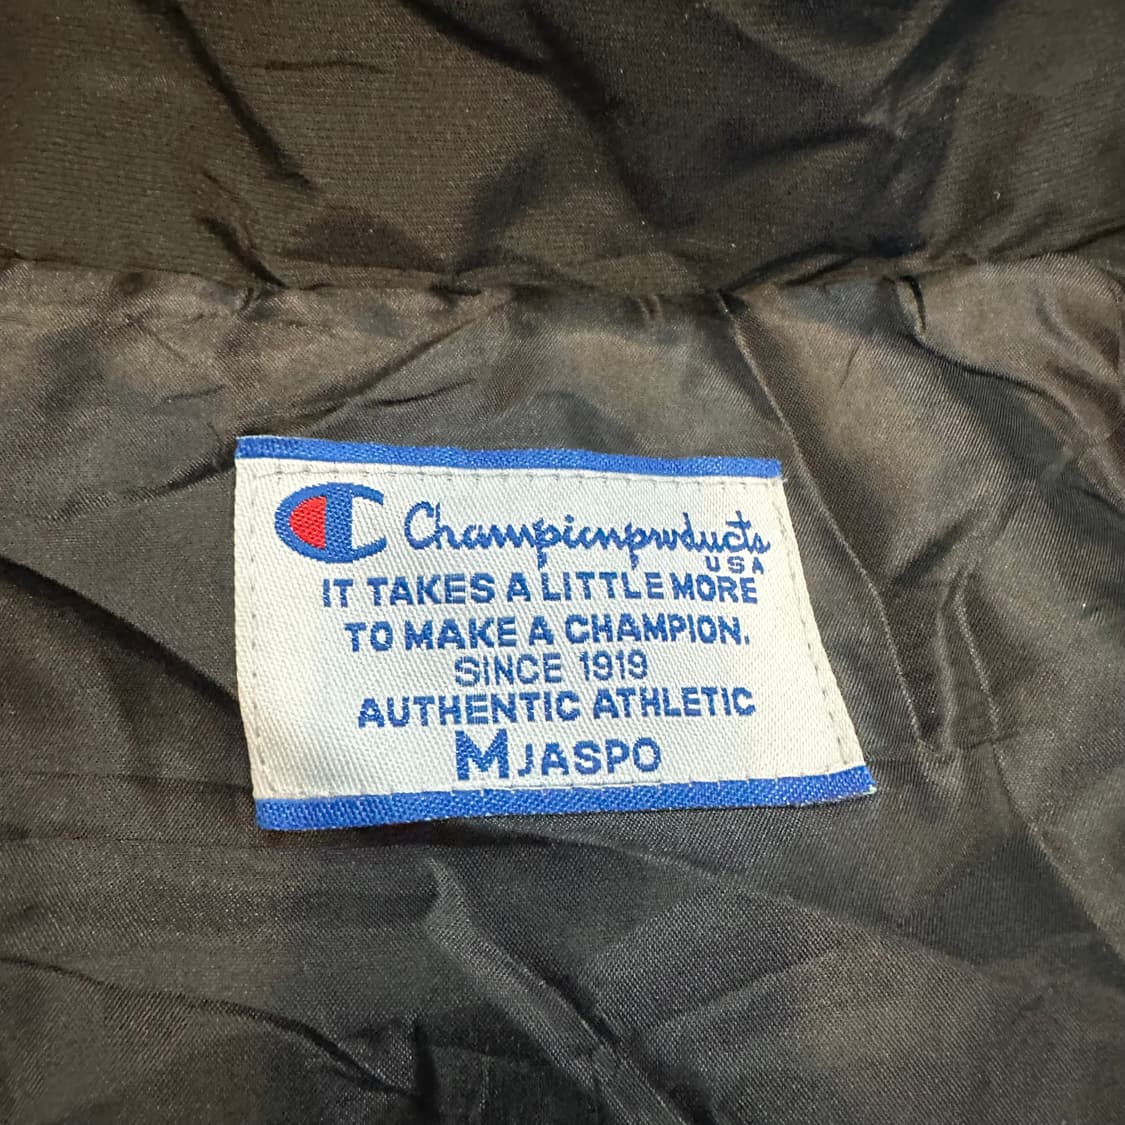 Championproducts
USA
IT TAKES A LITTLE MORE
TO MAKE A CHAMPION.
SINCE 1919
AUTHENTIC ATHLETIC
M JASPO